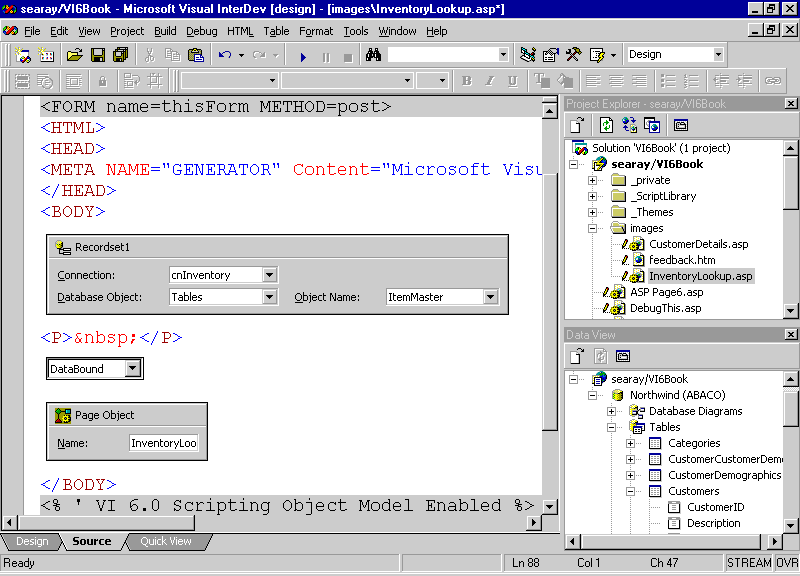 searay/VI6Book - Microsoft Visual InterDev [design] - [images\InventoryLookup.asp*]
File Edit View Project Build Debug HTML Table Format Tools Window Help
Design
B I U
<FORM name=thisForm METHOD=post>
<HTML>
<HEAD>
<META NAME="GENERATOR" Content="Microsoft Visu
</HEAD>
<BODY>
Recordset1
Connection: cnInventory
Database Object: Tables Object Name: ItemMaster
<P>&nbsp;</P>
DataBound
Page Object
Name: InventoryLoo
</BODY>
<% ' VI 6.0 Scripting Object Model Enabled %>
Design Source Quick View
Project Explorer - searay/VI6Book
Solution 'VI6Book' (1 project)
searay/VI6Book
_private
_ScriptLibrary
_Themes
images
CustomerDetails.asp
feedback.htm
InventoryLookup.asp
ASP Page6.asp
DebugThis.asp
Data View
searay/VI6Book
Northwind (ABACO)
Database Diagrams
Tables
Categories
CustomerCustomerDemo
CustomerDemographics
Customers
CustomerID
Description
Ready Ln 88 Col 1 Ch 47 STREAM OVR